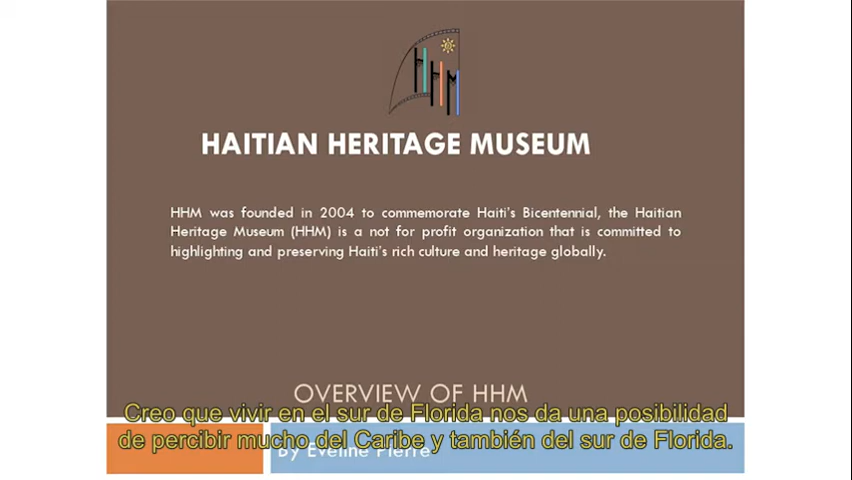 HHM
HAITIAN HERITAGE MUSEUM
HHM was founded in 2004 to commemorate Haiti's Bicentennial, the Haitian
Heritage Museum (HHM) is a not for profit organization that is committed to
highlighting and preserving Haiti's rich culture and heritage globally.
OVERVIEW OF HHM
Creo que vivir en el sur de Florida nos da una posibilidad
de percibir mucho del Caribe y también del sur de Florida.
By Eveline Pierre